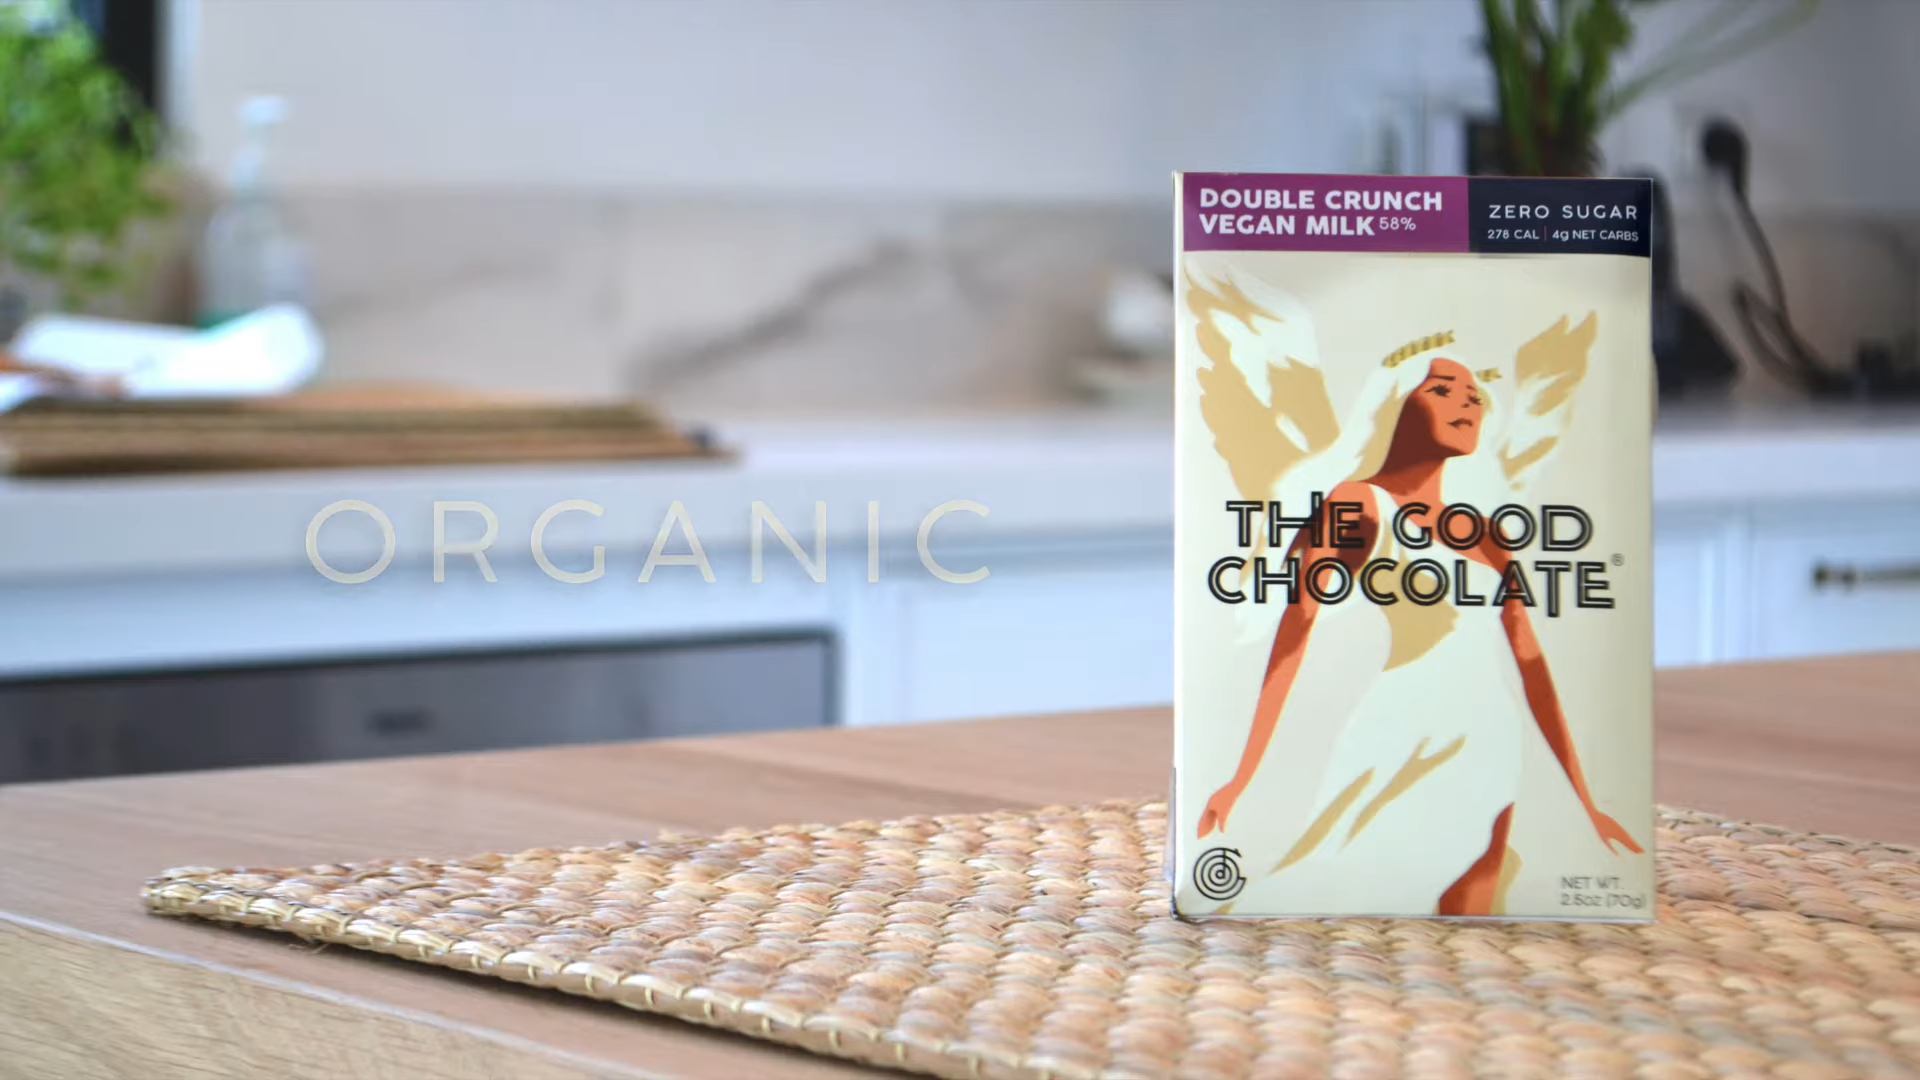 ORGANIC
DOUBLE CRUNCH
VEGAN MILK 58%
ZERO SUGAR
278 CAL | 4g NET CARBS
THE GOOD
CHOCOLATE®
NET WT.
2.5oz (70g)